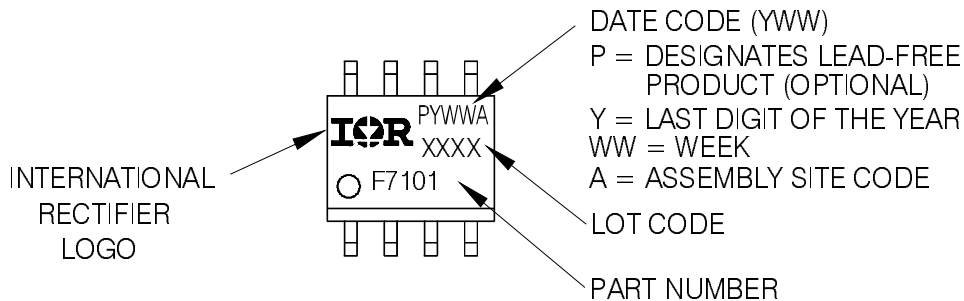 DATE CODE (YWW)
P = DESIGNATES LEAD-FREE
PRODUCT (OPTIONAL)
Y = LAST DIGIT OF THE YEAR
WW = WEEK
A = ASSEMBLY SITE CODE
LOT CODE
PART NUMBER
INTERNATIONAL
RECTIFIER
LOGO
IOR
PYWWA
XXXX
F7101